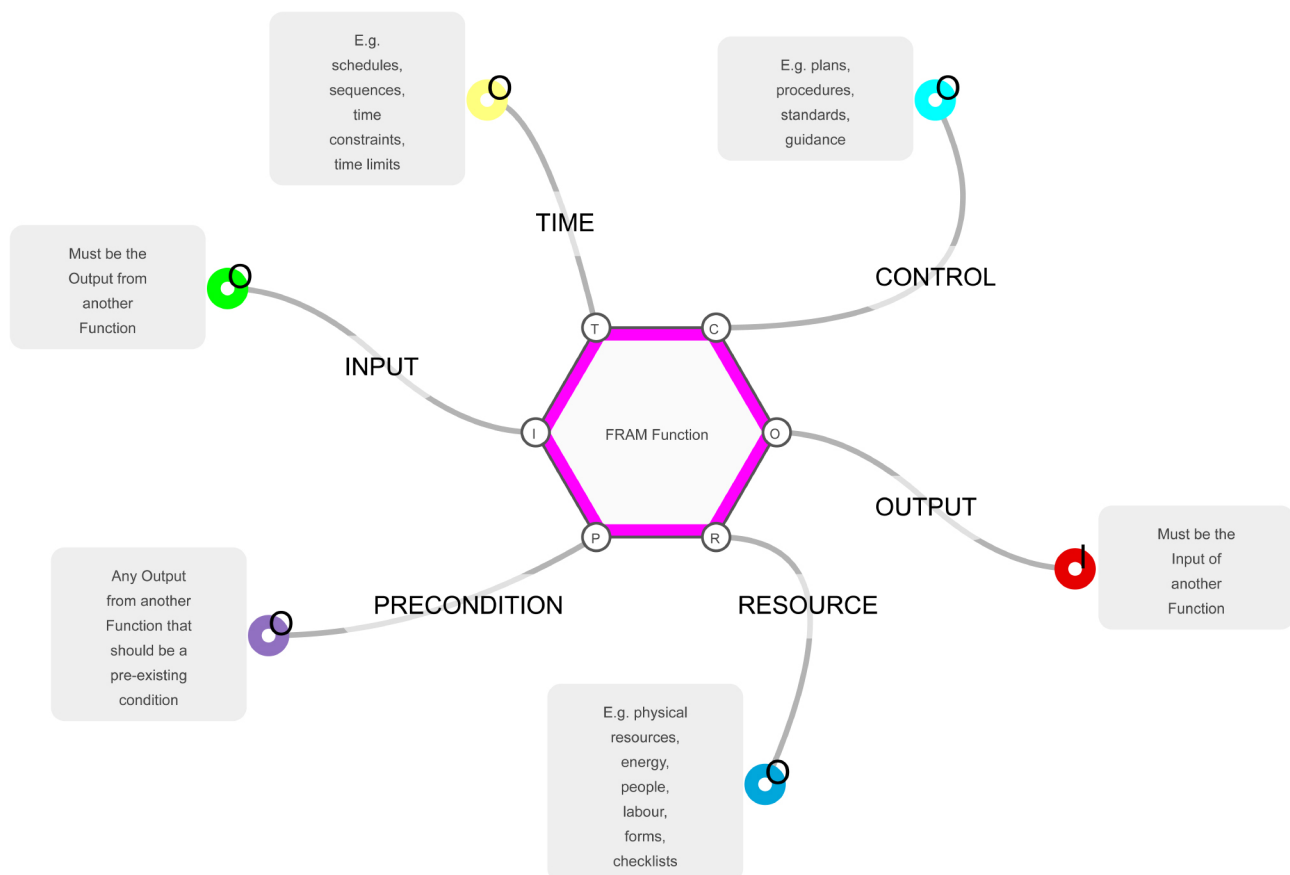 E.g.
schedules,
sequences,
time
constraints,
time limits
O
E.g. plans,
procedures,
standards,
guidance
O
TIME
CONTROL
Must be the
Output from
another
Function
O
INPUT
T
C
I
FRAM Function
O
P
R
OUTPUT
Must be the
Input of
another
Function
I
Any Output
from another
Function that
should be a
pre-existing
condition
O
PRECONDITION
RESOURCE
E.g. physical
resources,
energy,
people,
labour,
forms,
checklists
O